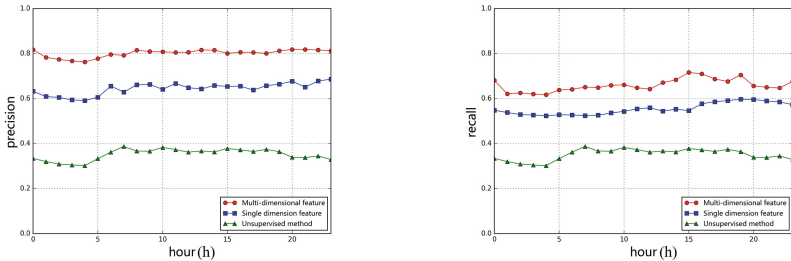 1.0
0.8
0.6
0.4
0.2
0.0
precision
0
5
10
15
20
hour (h)
Multi-dimensional feature
Single dimension feature
Unsupervised method
1.0
0.8
0.6
0.4
0.2
0.0
recall
0
5
10
15
20
hour (h)
Multi-dimensional feature
Single dimension feature
Unsupervised method